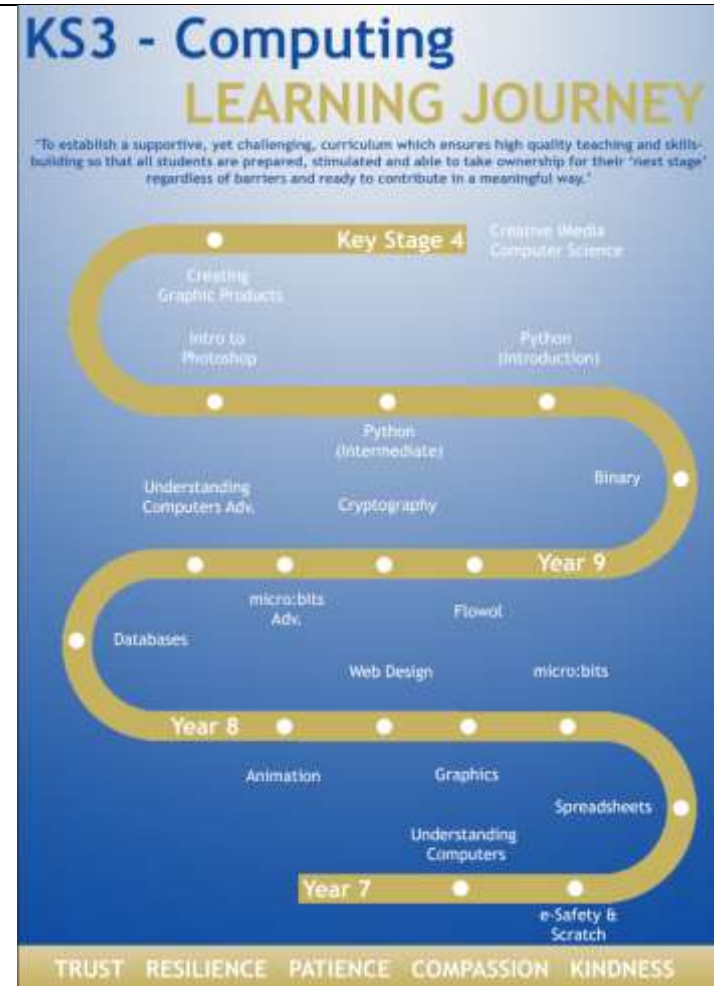 KS3 - Computing
LEARNING JOURNEY
"To establish a supportive, yet challenging, curriculum which ensures high quality teaching and skills-
building so that all students are prepared, stimulated and able to take ownership for their 'next stage'
regardless of barriers and ready to contribute in a meaningful way."
Key Stage 4
Creative iMedia
Computer Science
Creating
Graphic Products
Intro to
Photoshop
Python
(Introduction)
Python
(Intermediate)
Binary
Understanding
Computers Adv.
Cryptography
Year 9
micro:bits
Adv.
Flowol
Databases
Web Design
micro:bits
Year 8
Animation
Graphics
Spreadsheets
Understanding
Computers
Year 7
e-Safety &
Scratch
TRUST RESILIENCE PATIENCE COMPASSION KINDNESS